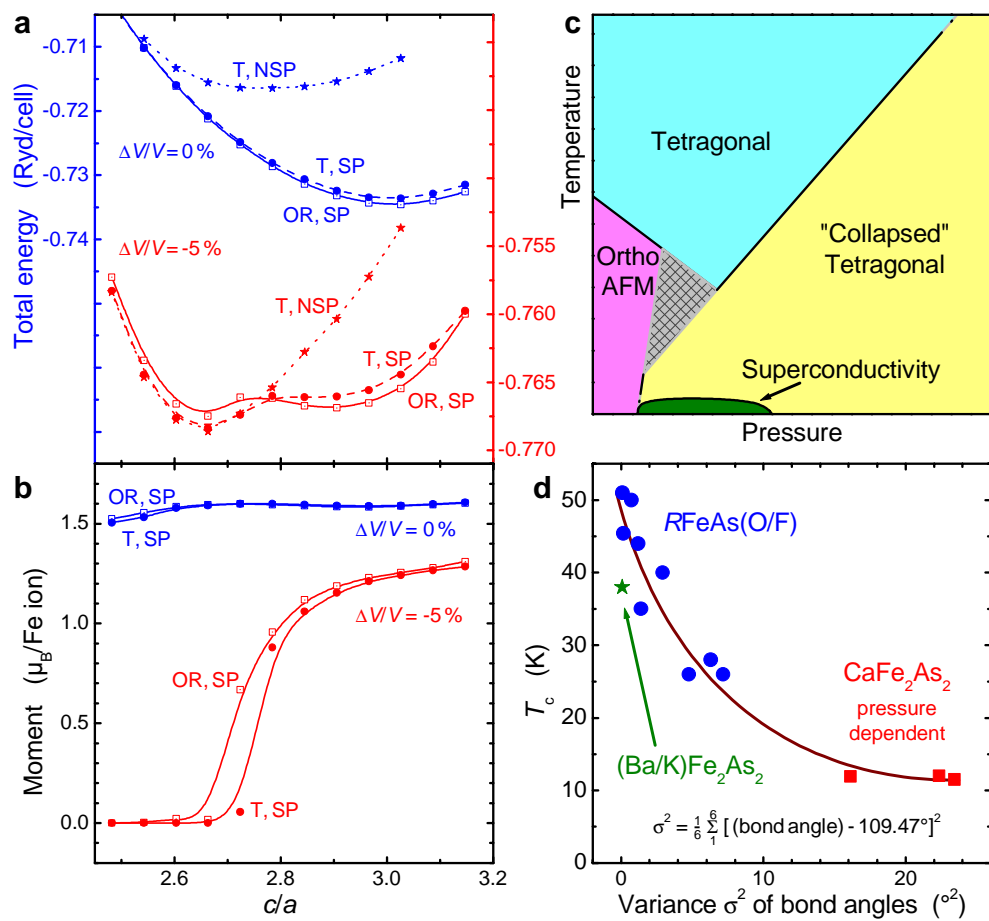 a
-0.71
-0.72
-0.73
-0.74
Total energy (Ryd/cell)
T, NSP
ΔV/V= 0 %
T, SP
OR, SP
ΔV/V= -5 %
T, NSP
T, SP
OR, SP
-0.755
-0.760
-0.765
-0.770
c
Temperature
Tetragonal
Ortho
AFM
"Collapsed"
Tetragonal
Superconductivity
Pressure
b
OR, SP
T, SP
ΔV/V= 0 %
ΔV/V= -5 %
OR, SP
T, SP
1.5
1.0
0.5
0.0
Moment (μB/Fe ion)
2.6 2.8 3.0 3.2
c/a
d
50
40
30
20
10
0
Tc (K)
RFeAs(O/F)
CaFe₂As₂
pressure
dependent
(Ba/K)Fe₂As₂
σ² = 1/6 Σ₁⁶ [ (bond angle) - 109.47°]²
0 10 20
Variance σ² of bond angles (°²)